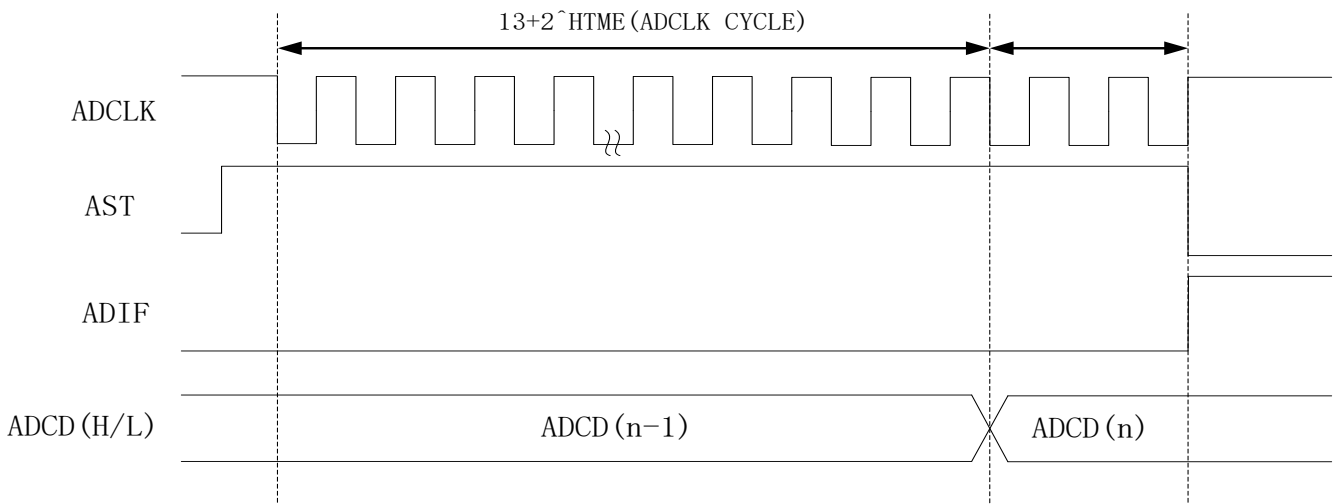 13+2^HTME(ADCLK CYCLE)
ADCLK
AST
ADIF
ADCD(H/L)
ADCD(n-1)
ADCD(n)